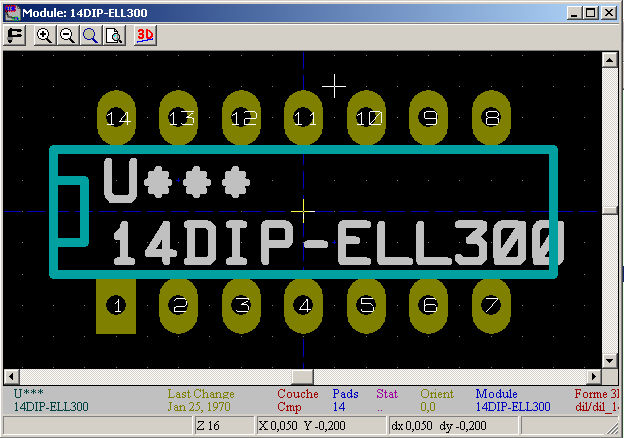 Module: 14DIP-ELL300
3D
14 13 12 11 10 9 8
U***
14DIP-ELL300
1 2 3 4 5 6 7
U*** Last Change Couche Pads Stat Orient Module Forme 3
14DIP-ELL300 Jan 25, 1970 Cmp 14 .. 0,0 14DIP-ELL300 dil/dil_1
Z 16 X 0,050 Y -0,200 dx 0,050 dy -0,200